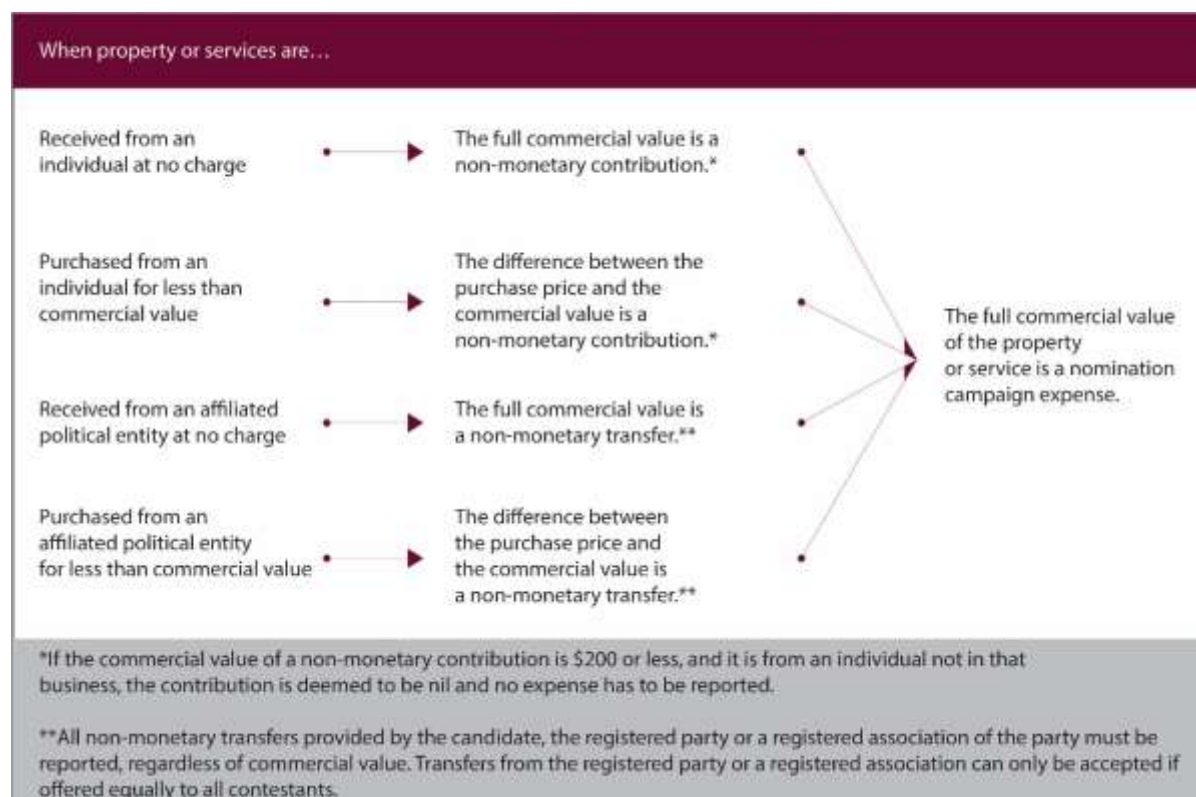 When property or services are…
Received from an
individual at no charge
The full commercial value is a
non-monetary contribution.*
Purchased from an
individual for less than
commercial value
The difference between the
purchase price and the
commercial value is a
non-monetary contribution.*
Received from an affiliated
political entity at no charge
The full commercial value is
a non-monetary transfer.**
Purchased from an
affiliated political entity
for less than commercial value
The difference between
the purchase price and
the commercial value is
a non-monetary transfer.**
The full commercial value
of the property
or service is a nomination
campaign expense.
*If the commercial value of a non-monetary contribution is $200 or less, and it is from an individual not in that
business, the contribution is deemed to be nil and no expense has to be reported.
**All non-monetary transfers provided by the candidate, the registered party or a registered association of the party must be
reported, regardless of commercial value. Transfers from the registered party or a registered association can only be accepted if
offered equally to all contestants.